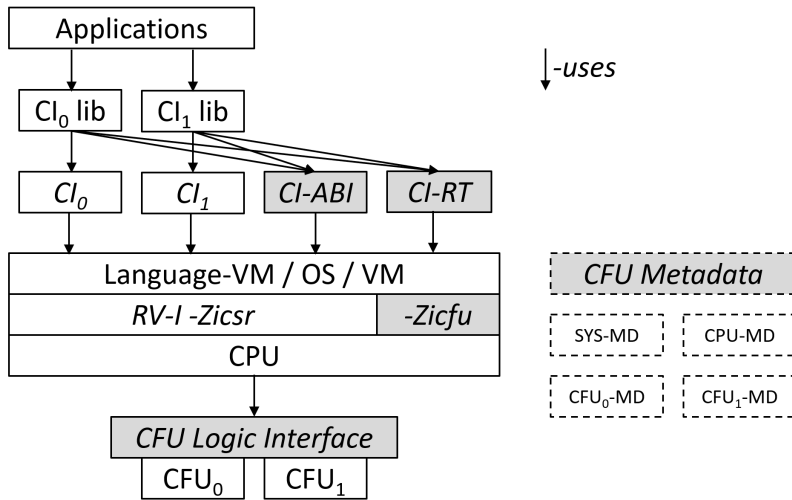 Applications
-uses
CI₀ lib
CI₁ lib
CI₀
CI₁
CI-ABI
CI-RT
Language-VM / OS / VM
RV-I -Zicsr
-Zicfu
CPU
CFU Logic Interface
CFU₀
CFU₁
CFU Metadata
SYS-MD
CPU-MD
CFU₀-MD
CFU₁-MD